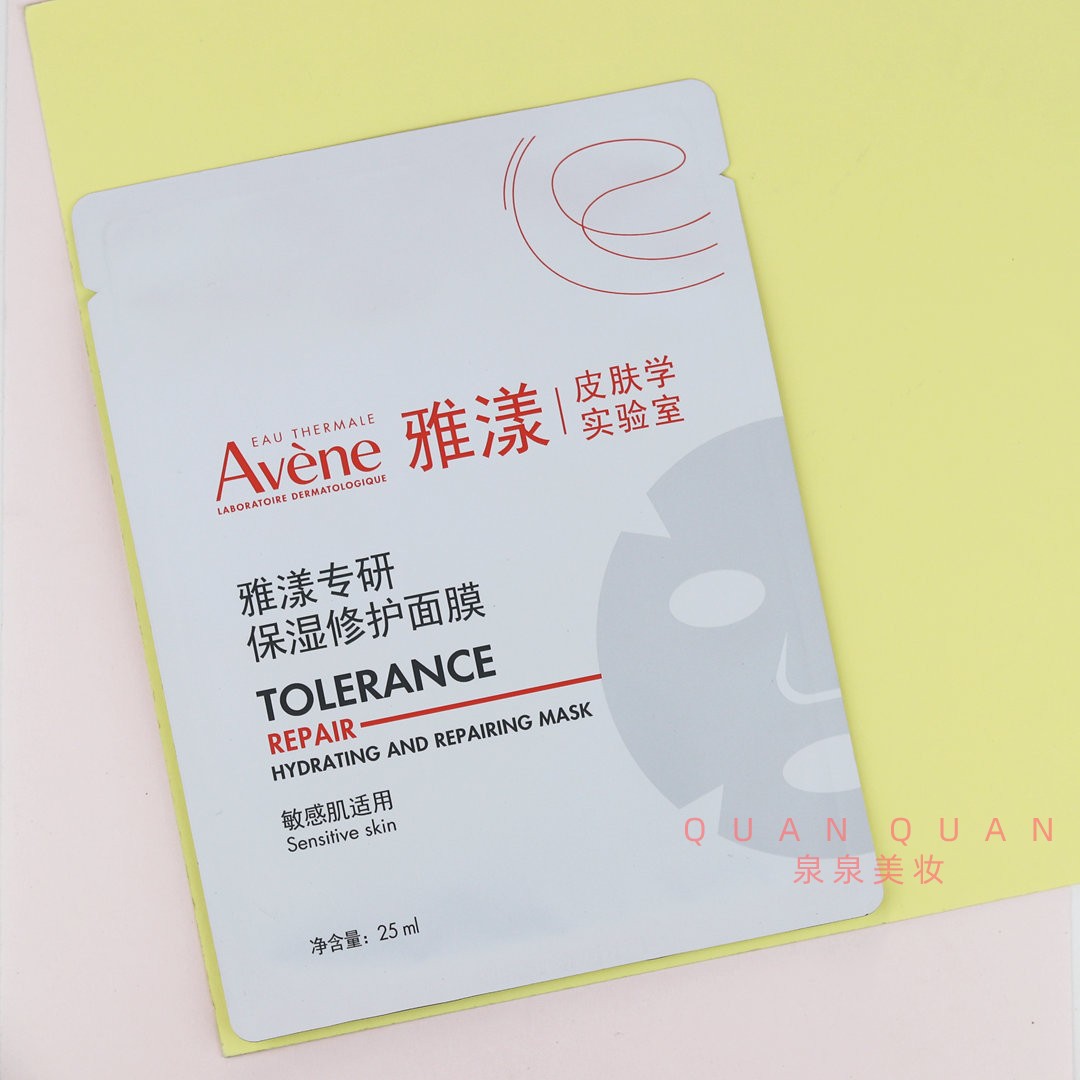 EAU THERMALE
Avène
LABORATOIRE DERMATOLOGIQUE
雅漾
皮肤学
实验室
雅漾专研
保湿修护面膜
TOLERANCE
REPAIR
HYDRATING AND REPAIRING MASK
敏感肌适用
Sensitive skin
净含量：25 ml
QUAN QUAN
泉泉美妆